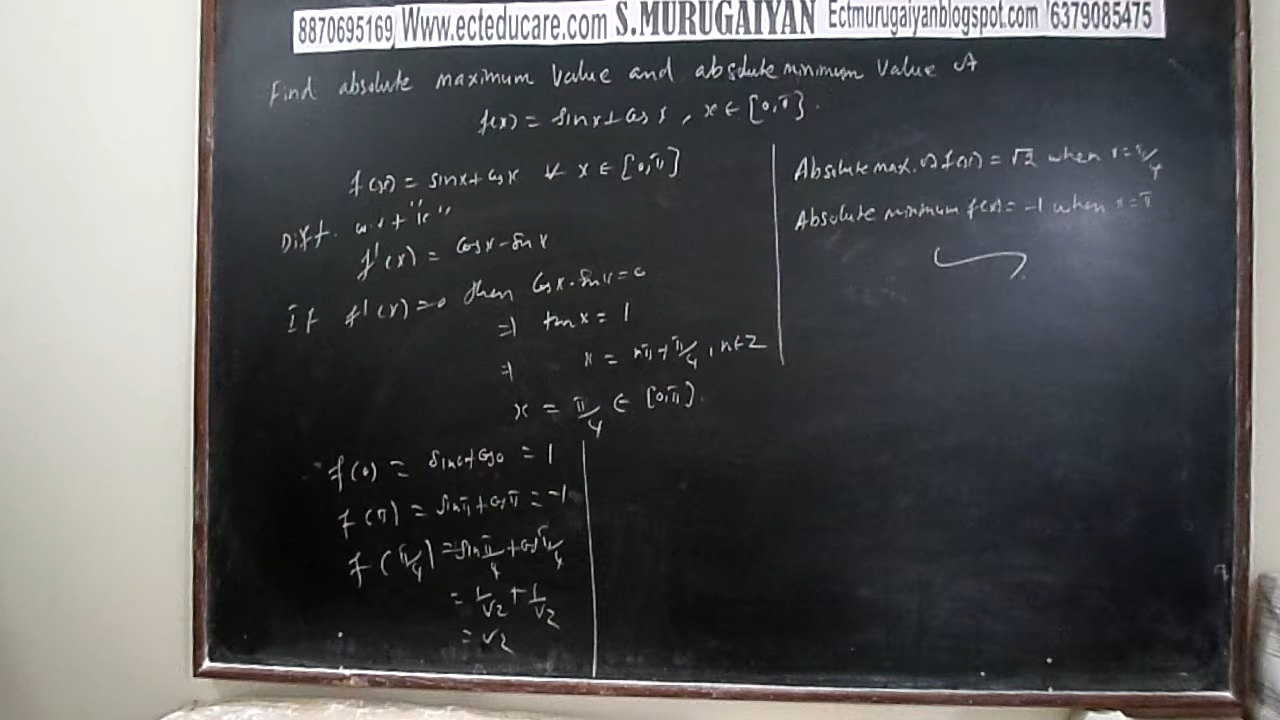 8870695169 Www.ecteducare.com S.MURUGAIYAN Ectmurugaiyanblogspot.com '6379085475
Find absolute maximum value and absolute minimum value of
f(x) = sinx + cosx, x ∈ [0,π].
f(x) = sinx + cosx ∀ x ∈ [0,π]
Diff. w.r.t "x"
f'(x) = cosx - sinx
If f'(x) = 0 then cosx - sinx = 0
⇒ tan x = 1
⇒ x = nπ + π/4, n∈Z
x = π/4 ∈ [0,π].
f(0) = sin0 + cos0 = 1
f(π) = sinπ + cosπ = -1
f(π/4) = sinπ/4 + cosπ/4
= 1/√2 + 1/√2
= √2
Absolute max. of f(x) = √2 when x = π/4
Absolute minimum f(x) = -1 when x = π